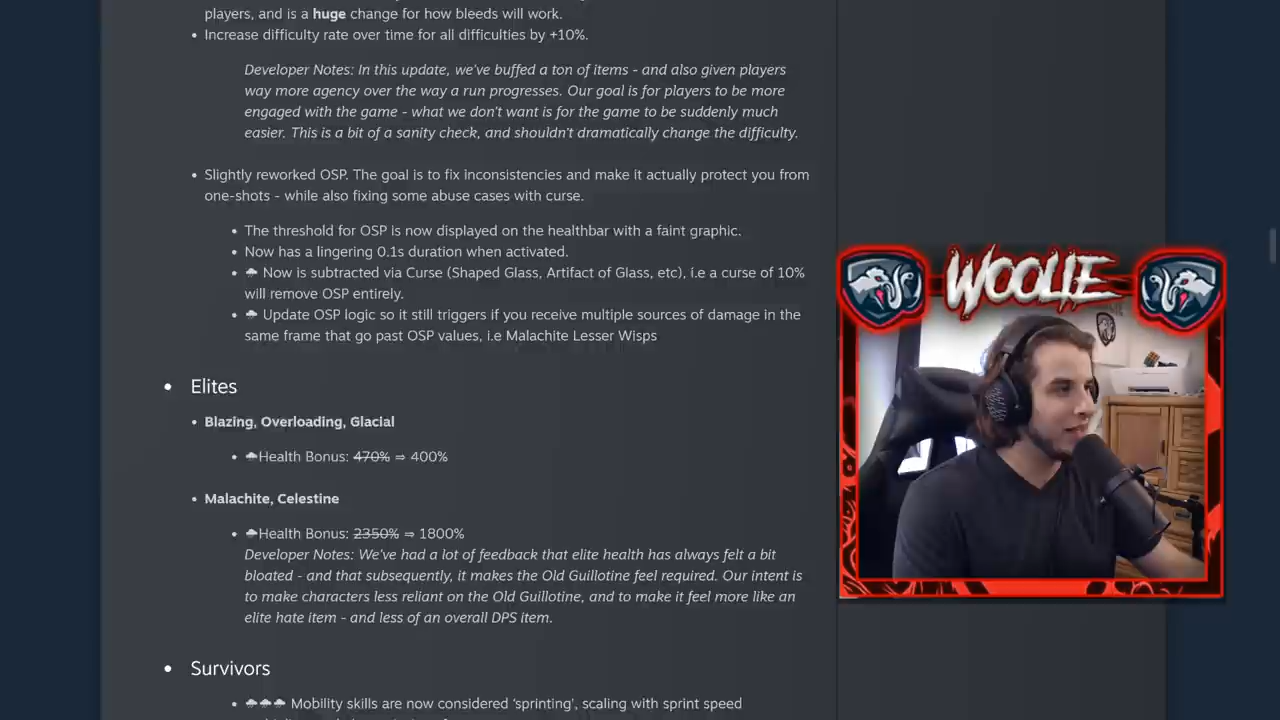 players, and is a huge change for how bleeds will work.
• Increase difficulty rate over time for all difficulties by +10%.
Developer Notes: In this update, we've buffed a ton of items - and also given players
way more agency over the way a run progresses. Our goal is for players to be more
engaged with the game - what we don't want is for the game to be suddenly much
easier. This is a bit of a sanity check, and shouldn't dramatically change the difficulty.
• Slightly reworked OSP. The goal is to fix inconsistencies and make it actually protect you from
one-shots - while also fixing some abuse cases with curse.
• The threshold for OSP is now displayed on the healthbar with a faint graphic.
• Now has a lingering 0.1s duration when activated.
• 🌧 Now is subtracted via Curse (Shaped Glass, Artifact of Glass, etc), i.e a curse of 10%
will remove OSP entirely.
• 🌧 Update OSP logic so it still triggers if you receive multiple sources of damage in the
same frame that go past OSP values, i.e Malachite Lesser Wisps
• Elites
• Blazing, Overloading, Glacial
• 🌧Health Bonus: 470% ⇒ 400%
• Malachite, Celestine
• 🌧Health Bonus: 2350% ⇒ 1800%
Developer Notes: We've had a lot of feedback that elite health has always felt a bit
bloated - and that subsequently, it makes the Old Guillotine feel required. Our intent is
to make characters less reliant on the Old Guillotine, and to make it feel more like an
elite hate item - and less of an overall DPS item.
• Survivors
• 🌧🌧🌧 Mobility skills are now considered 'sprinting', scaling with sprint speed
WOOLIE